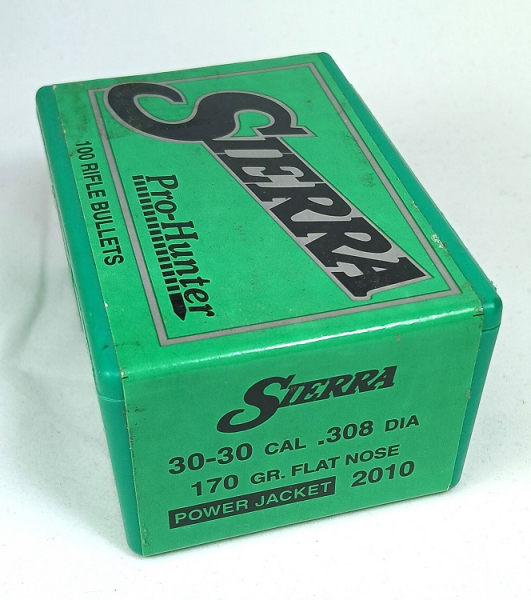 SIERRA
Pro-Hunter
100 RIFLE BULLETS
SIERRA
30-30 CAL .308 DIA
170 GR. FLAT NOSE
POWER JACKET 2010